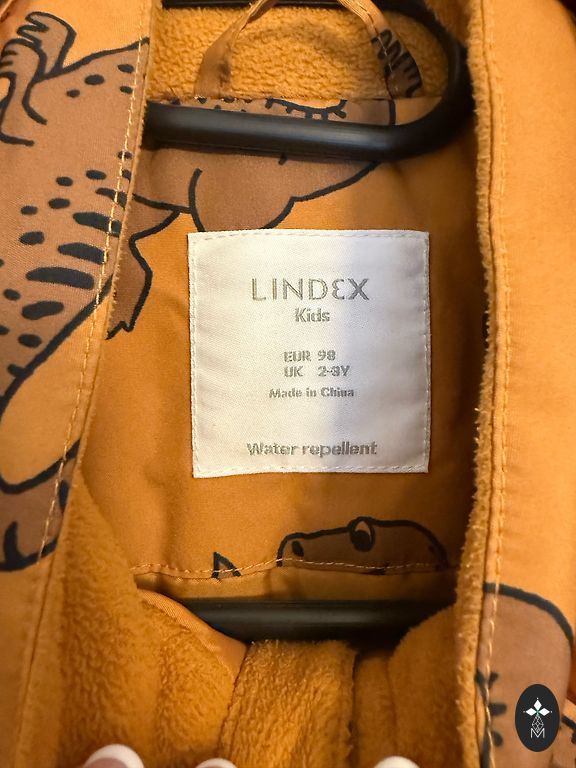 LINDEX
Kids
EUR 98
UK 2-3Y
Made in China
Water repellent
M